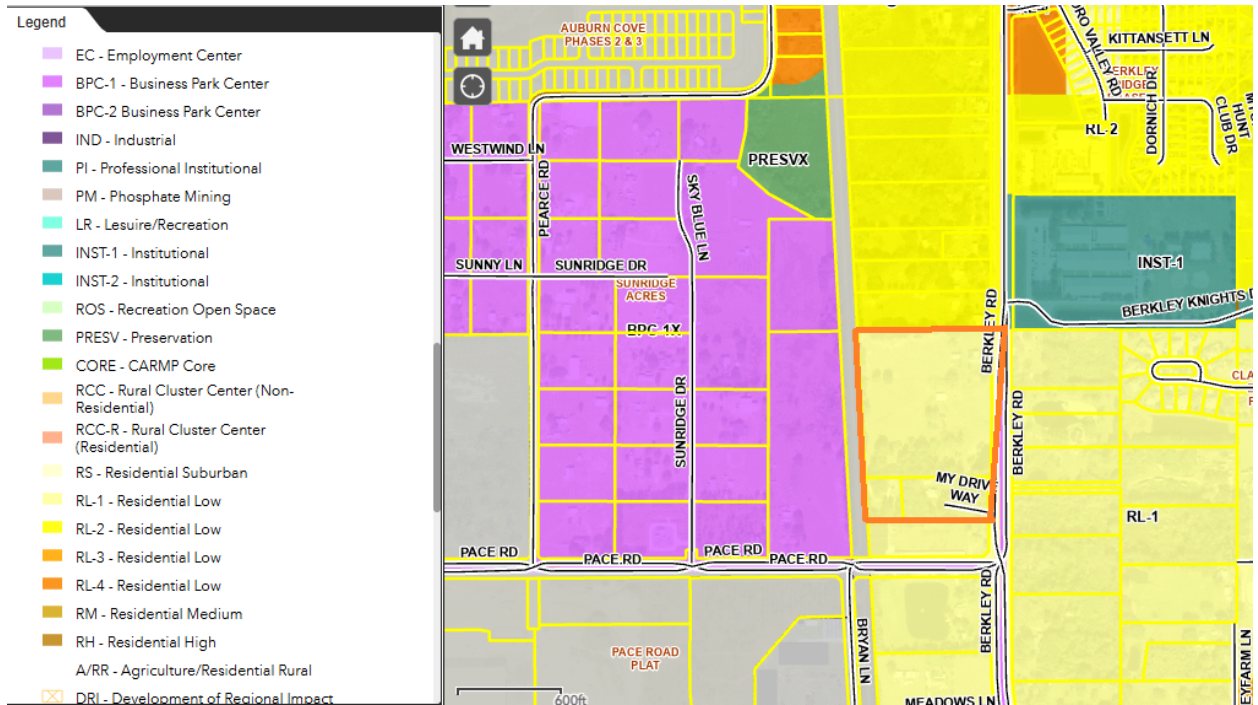 Legend
EC - Employment Center
BPC-1 - Business Park Center
BPC-2 Business Park Center
IND - Industrial
PI - Professional Institutional
PM - Phosphate Mining
LR - Lesuire/Recreation
INST-1 - Institutional
INST-2 - Institutional
ROS - Recreation Open Space
PRESV - Preservation
CORE - CARMP Core
RCC - Rural Cluster Center (Non-
Residential)
RCC-R - Rural Cluster Center
(Residential)
RS - Residential Suburban
RL-1 - Residential Low
RL-2 - Residential Low
RL-3 - Residential Low
RL-4 - Residential Low
RM - Residential Medium
RH - Residential High
A/RR - Agriculture/Residential Rural
DRI - Development of Regional Impact
AUBURN COVE
PHASES 2 & 3
KITTANSETT LN
DORNICH DR
HUNT
CLUB DR
RL-2
WESTWIND LN
PRESVX
PEARCE RD
SKY BLUE LN
SUNNY LN
SUNRIDGE DR
SUNRIDGE
ACRES
INST-1
BERKLEY KNIGHTS
BPC-1X
BERKLEY RD
SUNRIDGE DR
BERKLEY RD
MY DRIVE
WAY
RL-1
PACE RD
PACE RD
PACE RD
PACE RD
BERKLEY RD
BRYAN LN
PACE ROAD
PLAT
600ft
MEADOWS LN
EYFARM LN